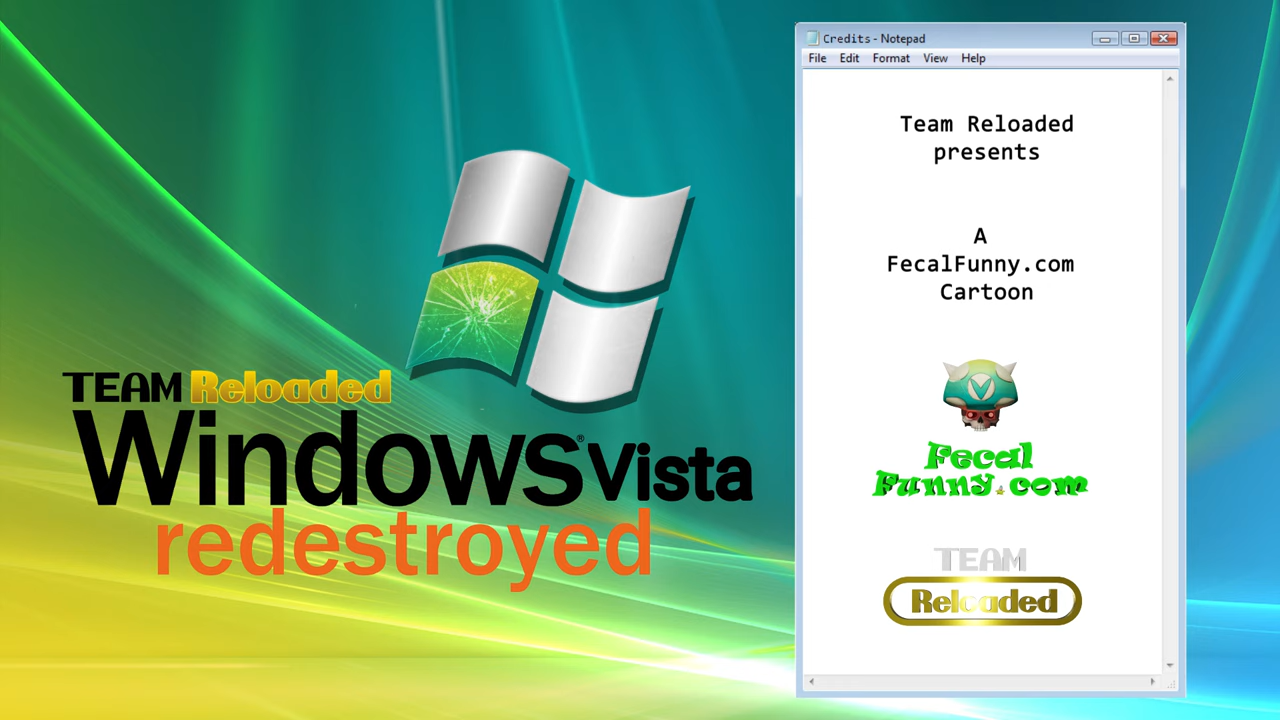 TEAM Reloaded
Windows® Vista
redestroyed
Credits - Notepad
File Edit Format View Help
Team Reloaded
presents
A
FecalFunny.com
Cartoon
V
Fecal
Funny.com
TEAM
Reloaded